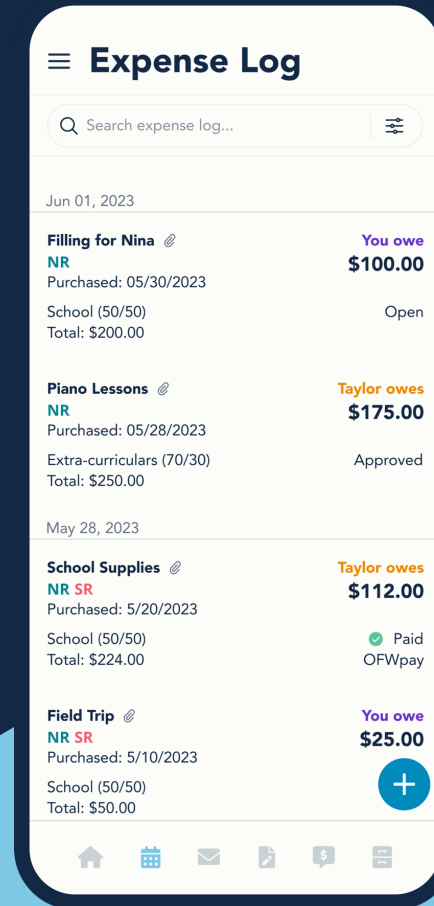 Expense Log
Search expense log...
Jun 01, 2023
Filling for Nina You owe
NR $100.00
Purchased: 05/30/2023
School (50/50) Open
Total: $200.00
Piano Lessons Taylor owes
NR $175.00
Purchased: 05/28/2023
Extra-curriculars (70/30) Approved
Total: $250.00
May 28, 2023
School Supplies Taylor owes
NR SR $112.00
Purchased: 5/20/2023
School (50/50) Paid
Total: $224.00 OFWpay
Field Trip You owe
NR SR $25.00
Purchased: 5/10/2023
School (50/50)
Total: $50.00